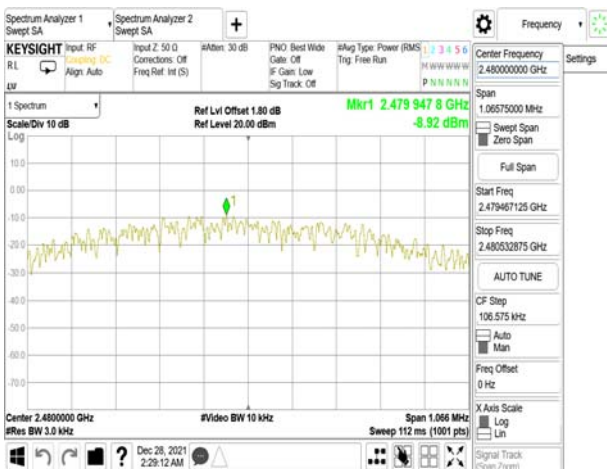 Spectrum Analyzer 1
Swept SA
Spectrum Analyzer 2
Swept SA
+
Frequency
KEYSIGHT
RL
Input: RF
Coupling: DC
Align: Auto
Input Z: 50 Ω
Corrections: Off
Freq Ref: Int (S)
#Atten: 30 dB
PNO: Best Wide
Gate: Off
IF Gain: Low
Sig Track: Off
#Avg Type: Power (RMS)
Trig: Free Run
1 2 3 4 5 6
M W W W W W
P N N N N N
Center Frequency
2.480000000 GHz
Settings
Span
1.06575000 MHz
Swept Span
Zero Span
Full Span
Start Freq
2.479467125 GHz
Stop Freq
2.480532875 GHz
AUTO TUNE
CF Step
106.575 kHz
Auto
Man
Freq Offset
0 Hz
X Axis Scale
Log
Lin
Signal Track
(Span Zoom)
1 Spectrum
Scale/Div 10 dB
Log
Ref Lvl Offset 1.80 dB
Ref Level 20.00 dBm
Mkr1 2.479 947 8 GHz
-8.92 dBm
1
10.0
0.00
-10.0
-20.0
-30.0
-40.0
-50.0
-60.0
-70.0
Center 2.4800000 GHz
#Res BW 3.0 kHz
#Video BW 10 kHz
Span 1.066 MHz
Sweep 112 ms (1001 pts)
?
Dec 28, 2021
2:29:12 AM